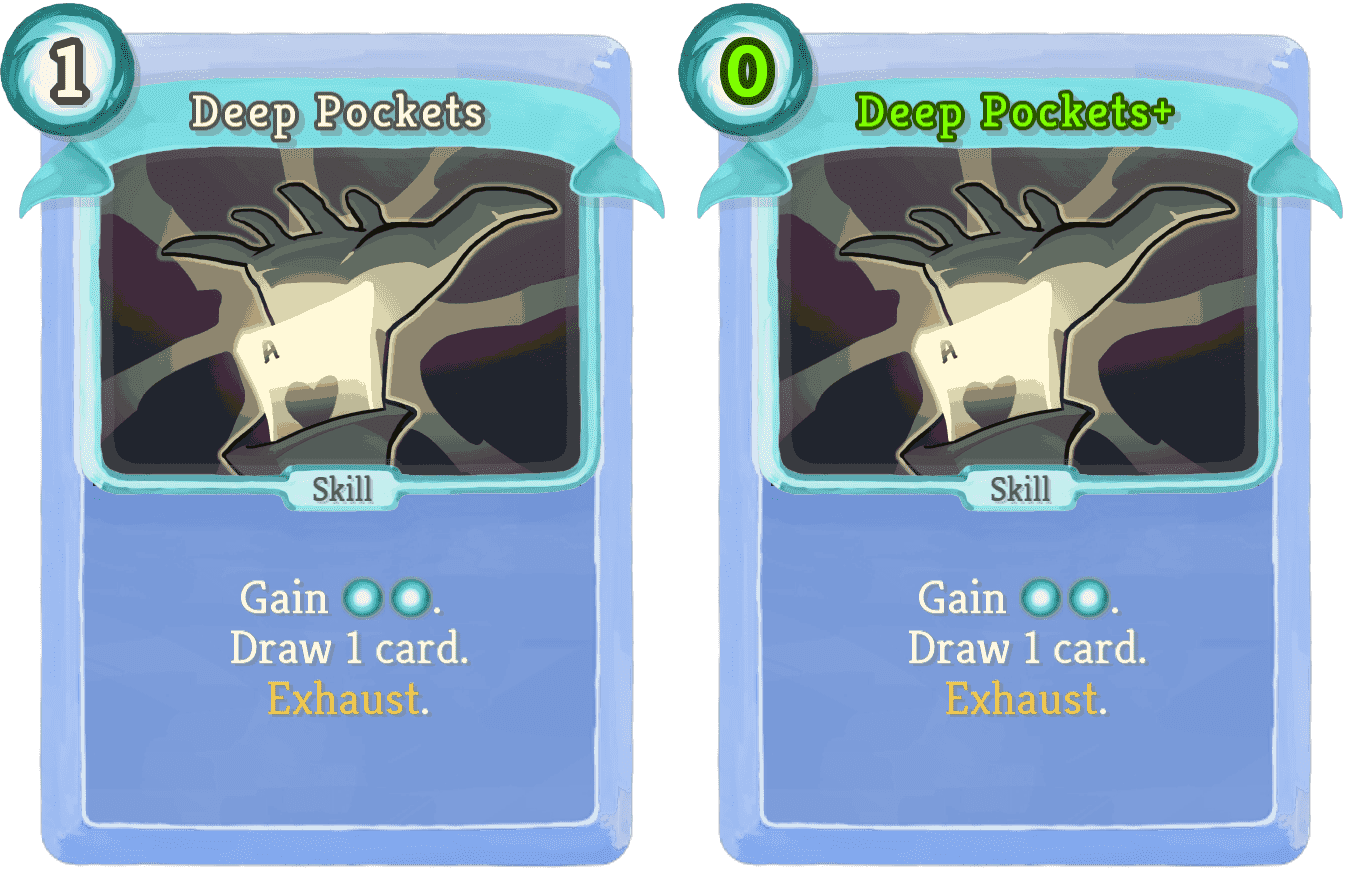 1
Deep Pockets
A
Skill
Gain.
Draw 1 card.
Exhaust.
0
Deep Pockets+
A
Skill
Gain.
Draw 1 card.
Exhaust.